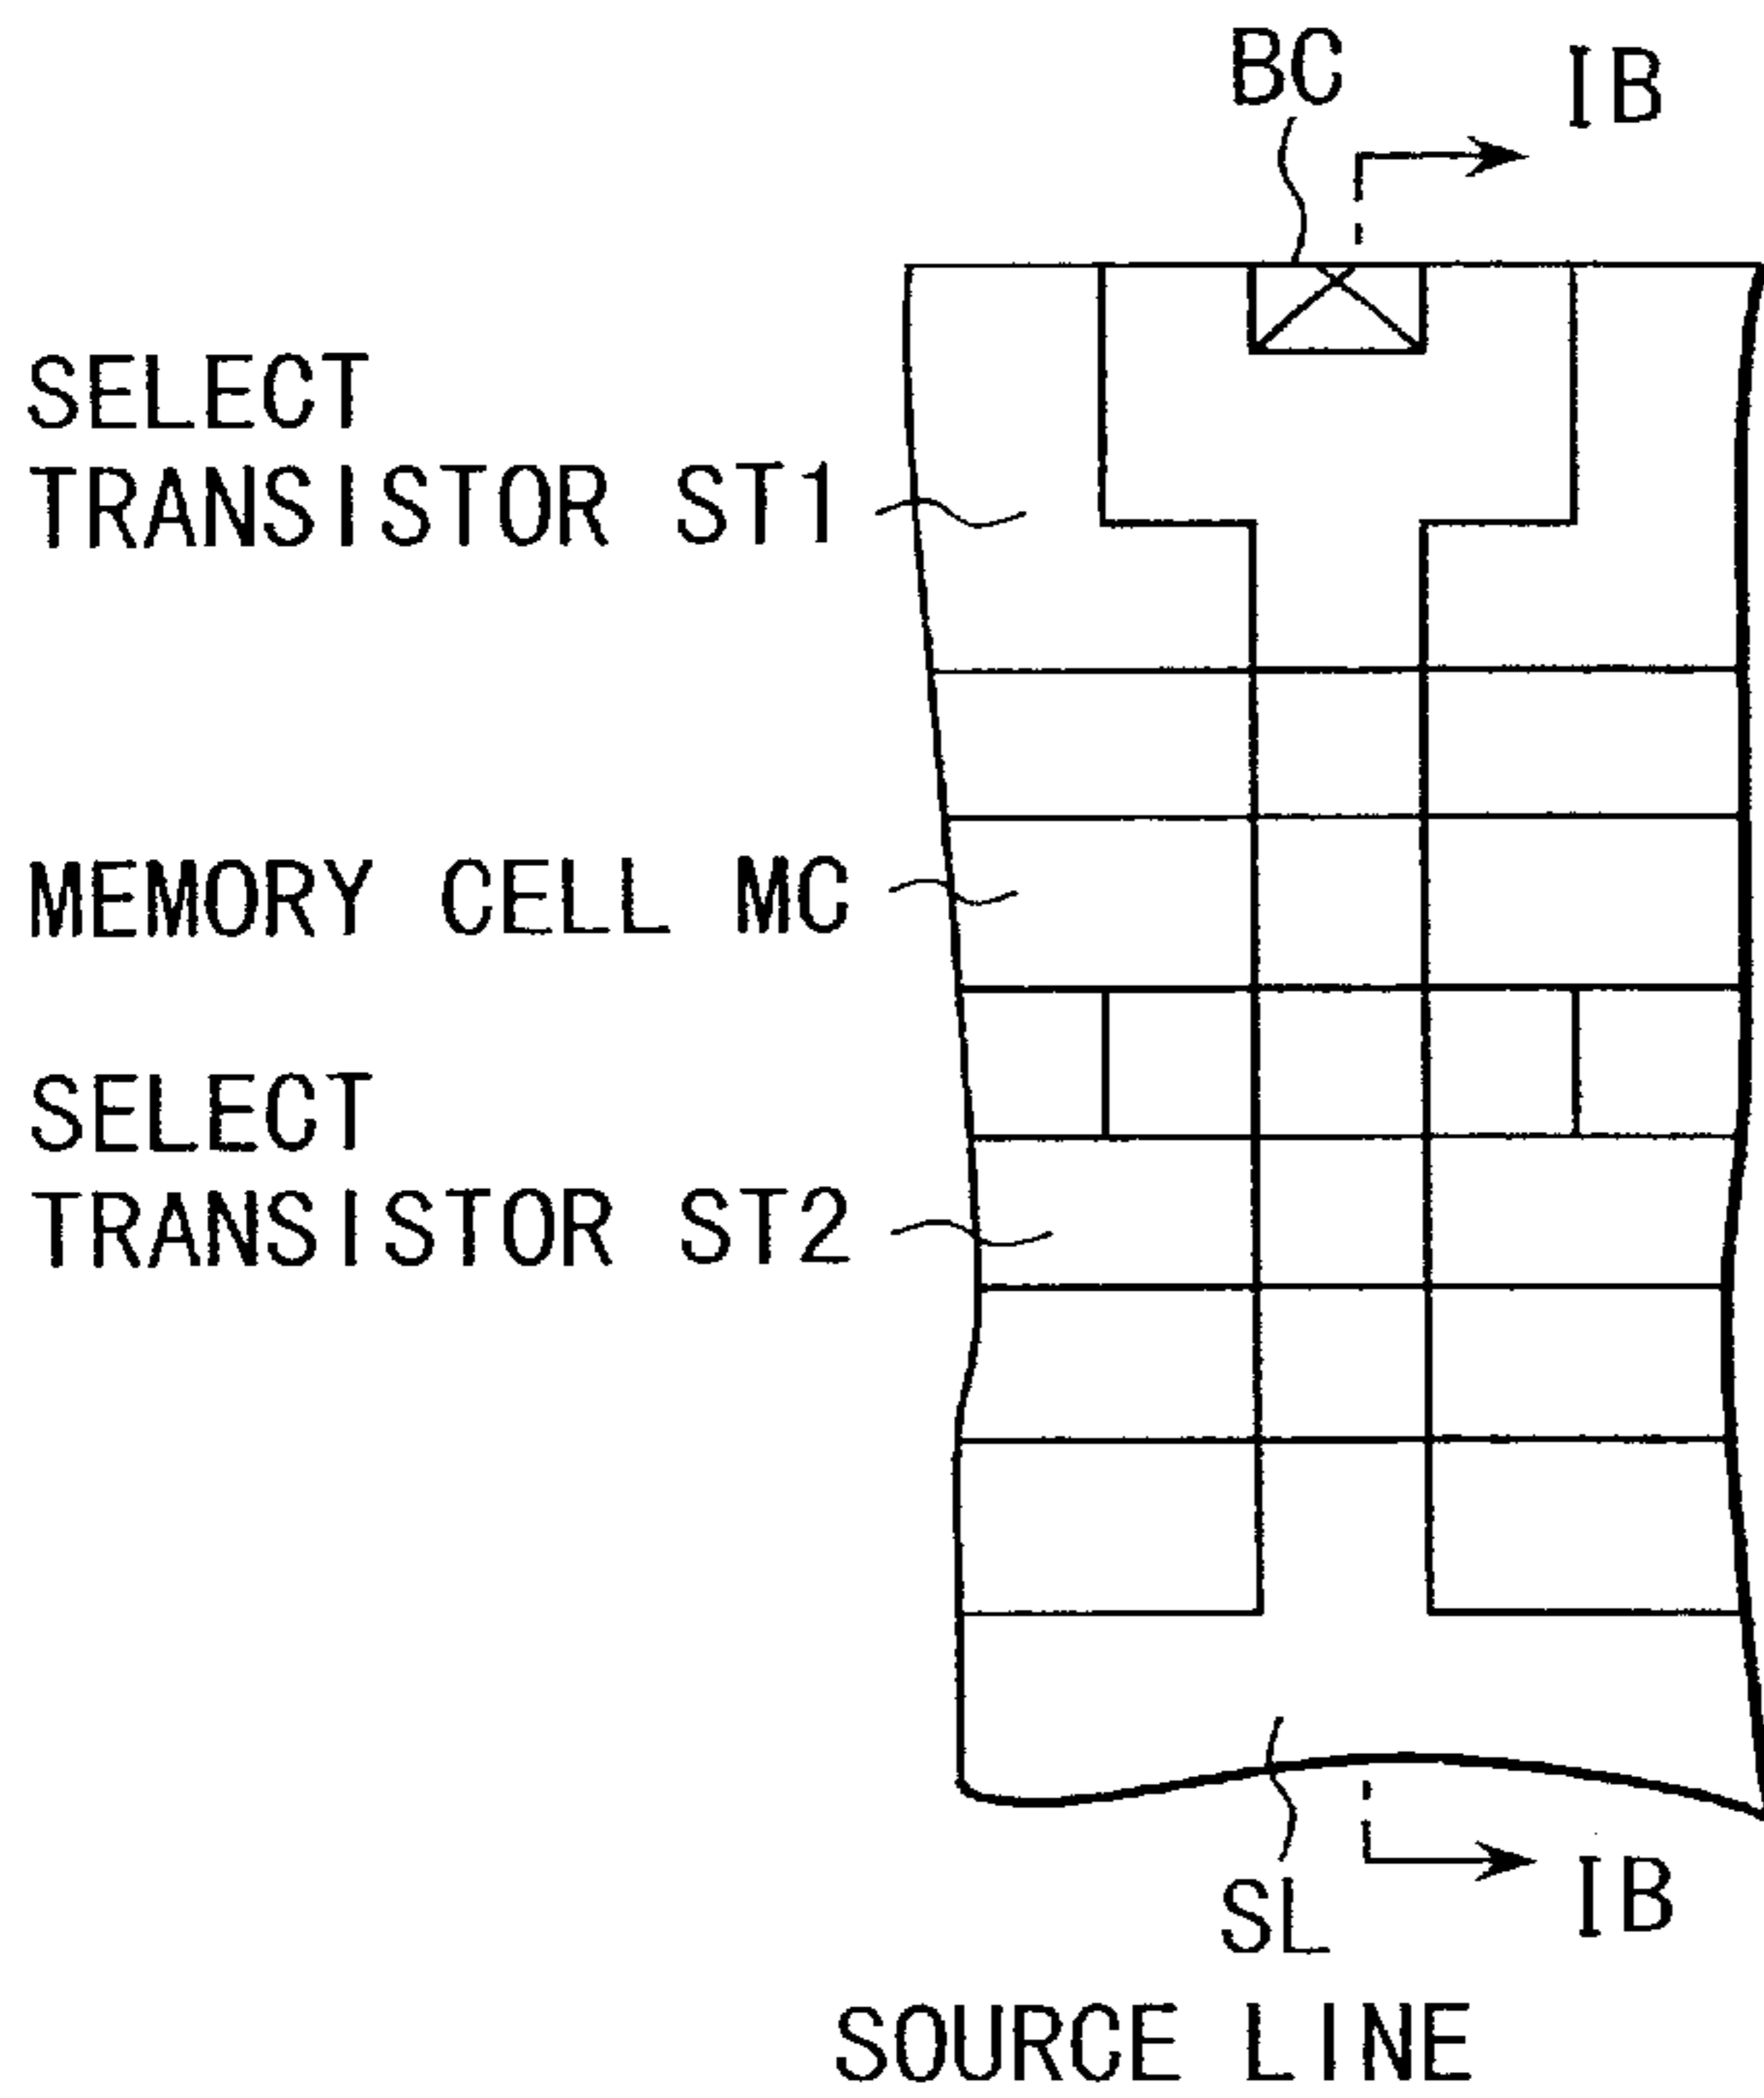 BC
IB
SELECT
TRANSISTOR ST1
MEMORY CELL MC
SELECT
TRANSISTOR ST2
SL
IB
SOURCE LINE